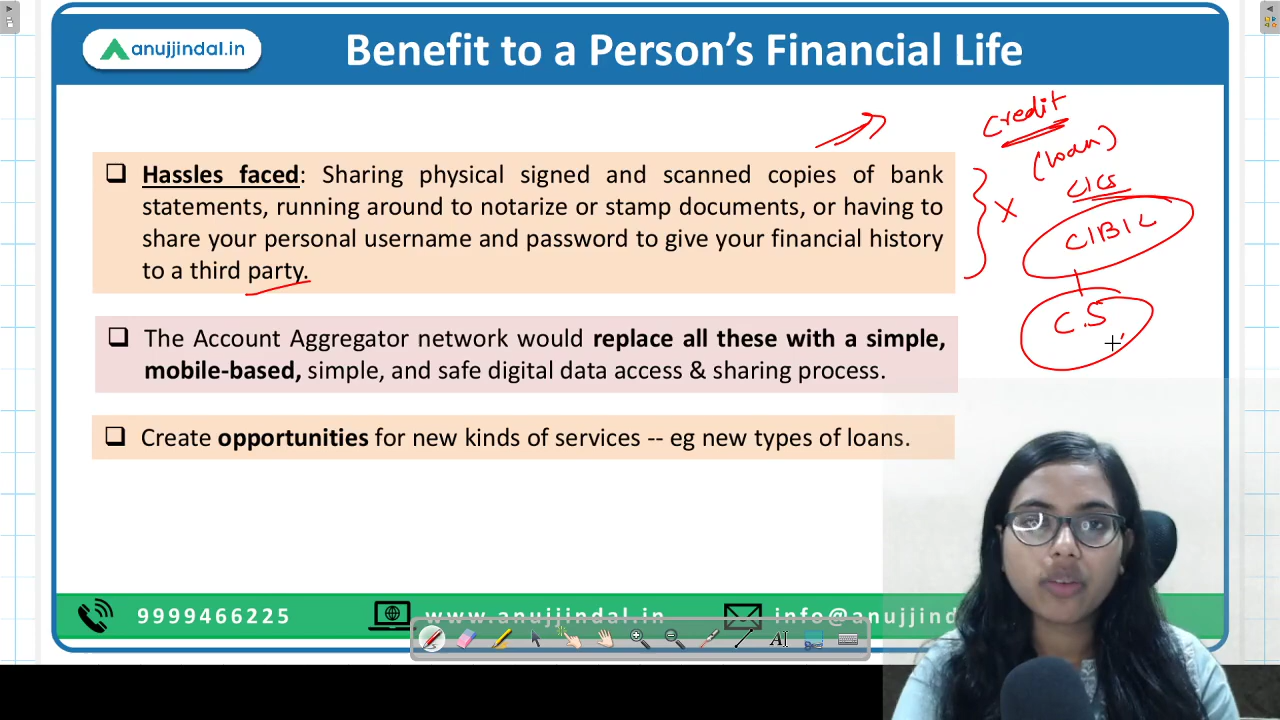 anujjindal.in
Benefit to a Person's Financial Life
Hassles faced: Sharing physical signed and scanned copies of bank
statements, running around to notarize or stamp documents, or having to
share your personal username and password to give your financial history
to a third party.
The Account Aggregator network would replace all these with a simple,
mobile-based, simple, and safe digital data access & sharing process.
Create opportunities for new kinds of services -- eg new types of loans.
Credit
(loan)
CICs
X
CIBIL
C.S
9999466225
www.anujjindal.in
info@anujjind
AI